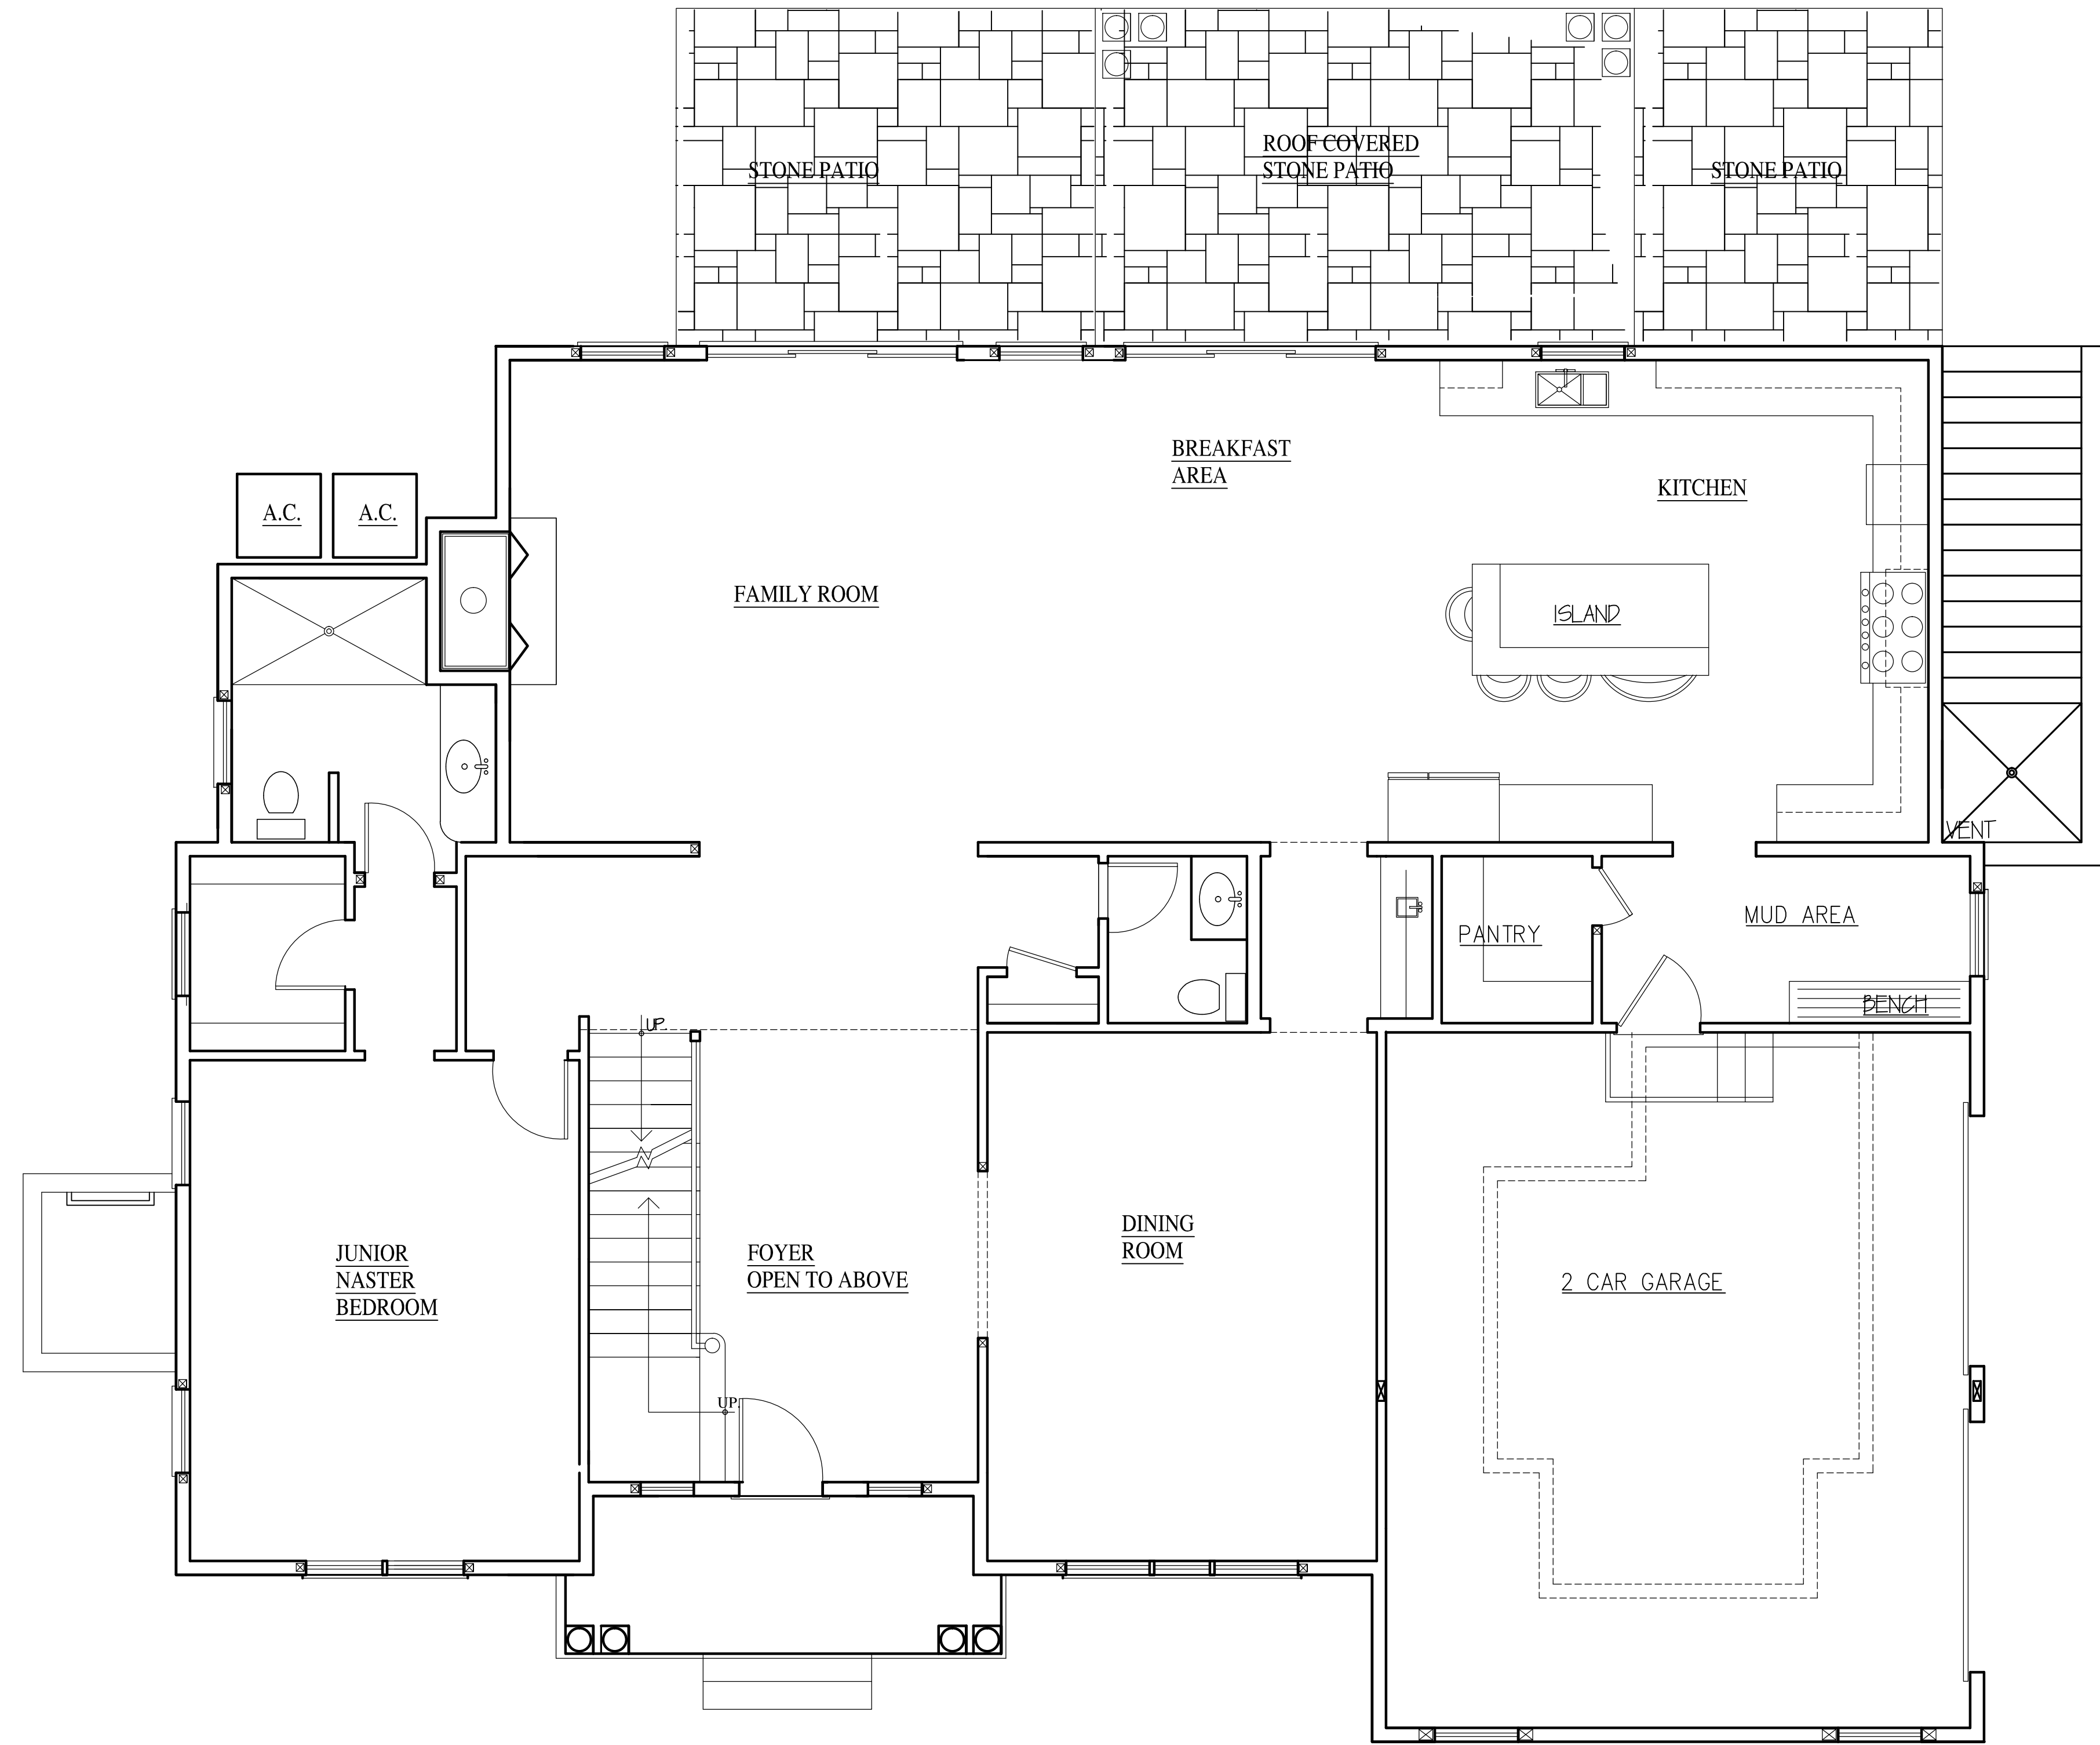 STONE PATIO
ROOF COVERED
STONE PATIO
STONE PATIO
BREAKFAST
AREA
KITCHEN
A.C.
A.C.
FAMILY ROOM
ISLAND
VENT
PANTRY
MUD AREA
BENCH
UP.
JUNIOR
NASTER
BEDROOM
FOYER
OPEN TO ABOVE
DINING
ROOM
2 CAR GARAGE
UP.